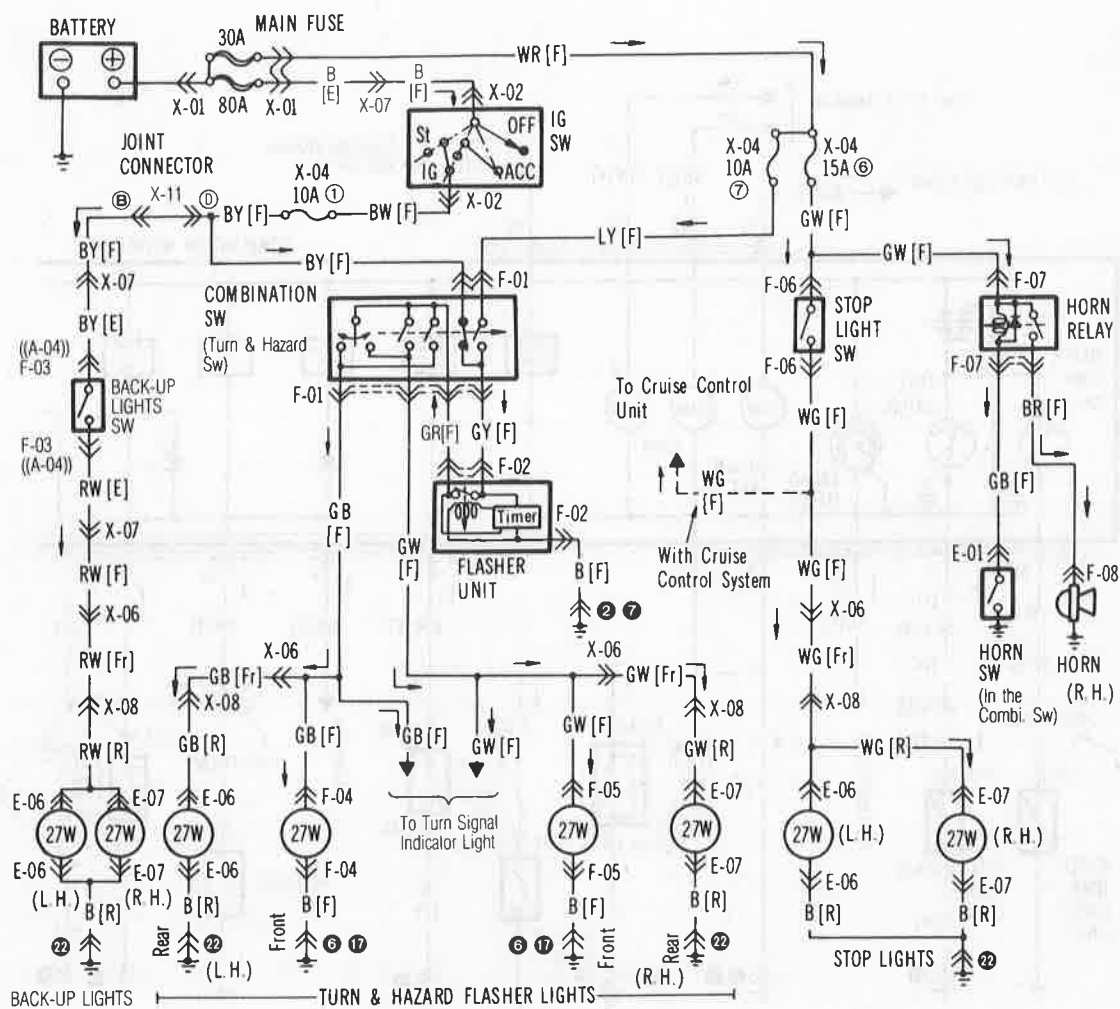 BATTERY
MAIN FUSE
30A
80A
X-01
X-01
WR [F]
B
[E]
X-07
B
[F]
X-02
St
OFF
IG
ACC
IG
SW
X-02
X-04
10A
⑦
X-04
15A ⑥
JOINT
CONNECTOR
Ⓑ X-11 Ⓓ
X-04
10A ①
BY [F]
BW [F]
LY [F]
GW [F]
BY [F]
BY [F]
GW [F]
X-07
BY [E]
((A-04))
F-03
BACK-UP
LIGHTS
SW
F-03
((A-04))
COMBINATION
SW
(Turn & Hazard
Sw)
F-01
F-01
GR[F]
GY [F]
F-02
Timer
F-02
FLASHER
UNIT
B [F]
❷ ❼
F-06
STOP
LIGHT
SW
F-06
F-07
HORN
RELAY
F-07
To Cruise Control
Unit
WG [F]
WG
[F]
With Cruise
Control System
BR [F]
GB [F]
E-01
F-08
HORN
SW
(In the
Combi. Sw)
HORN
(R.H.)
RW [E]
X-07
RW [F]
X-06
RW [Fr]
X-08
RW [R]
GB
[F]
GW
[F]
WG [F]
X-06
WG [Fr]
X-08
WG [R]
X-06
GB [Fr]
X-08
GB [R]
GB [F]
GB [F]
GW [F]
X-06
GW [Fr]
X-08
GW [F]
GW [R]
To Turn Signal
Indicator Light
E-06
E-07
E-06
F-04
F-05
E-07
E-06
E-07
27W
27W
27W
27W
27W
27W
27W
(L.H.)
27W
(R.H.)
E-06
E-07
E-06
F-04
F-05
E-07
E-06
E-07
(L.H.)
(R.H.)
B [R]
B [R]
B [F]
B [F]
B [R]
B [R]
B [R]
㉒
Rear
㉒
(L.H.)
Front
❻ ⓱
❻ ⓱
Front
Rear
㉒
(R.H.)
STOP LIGHTS
㉒
BACK-UP LIGHTS
TURN & HAZARD FLASHER LIGHTS